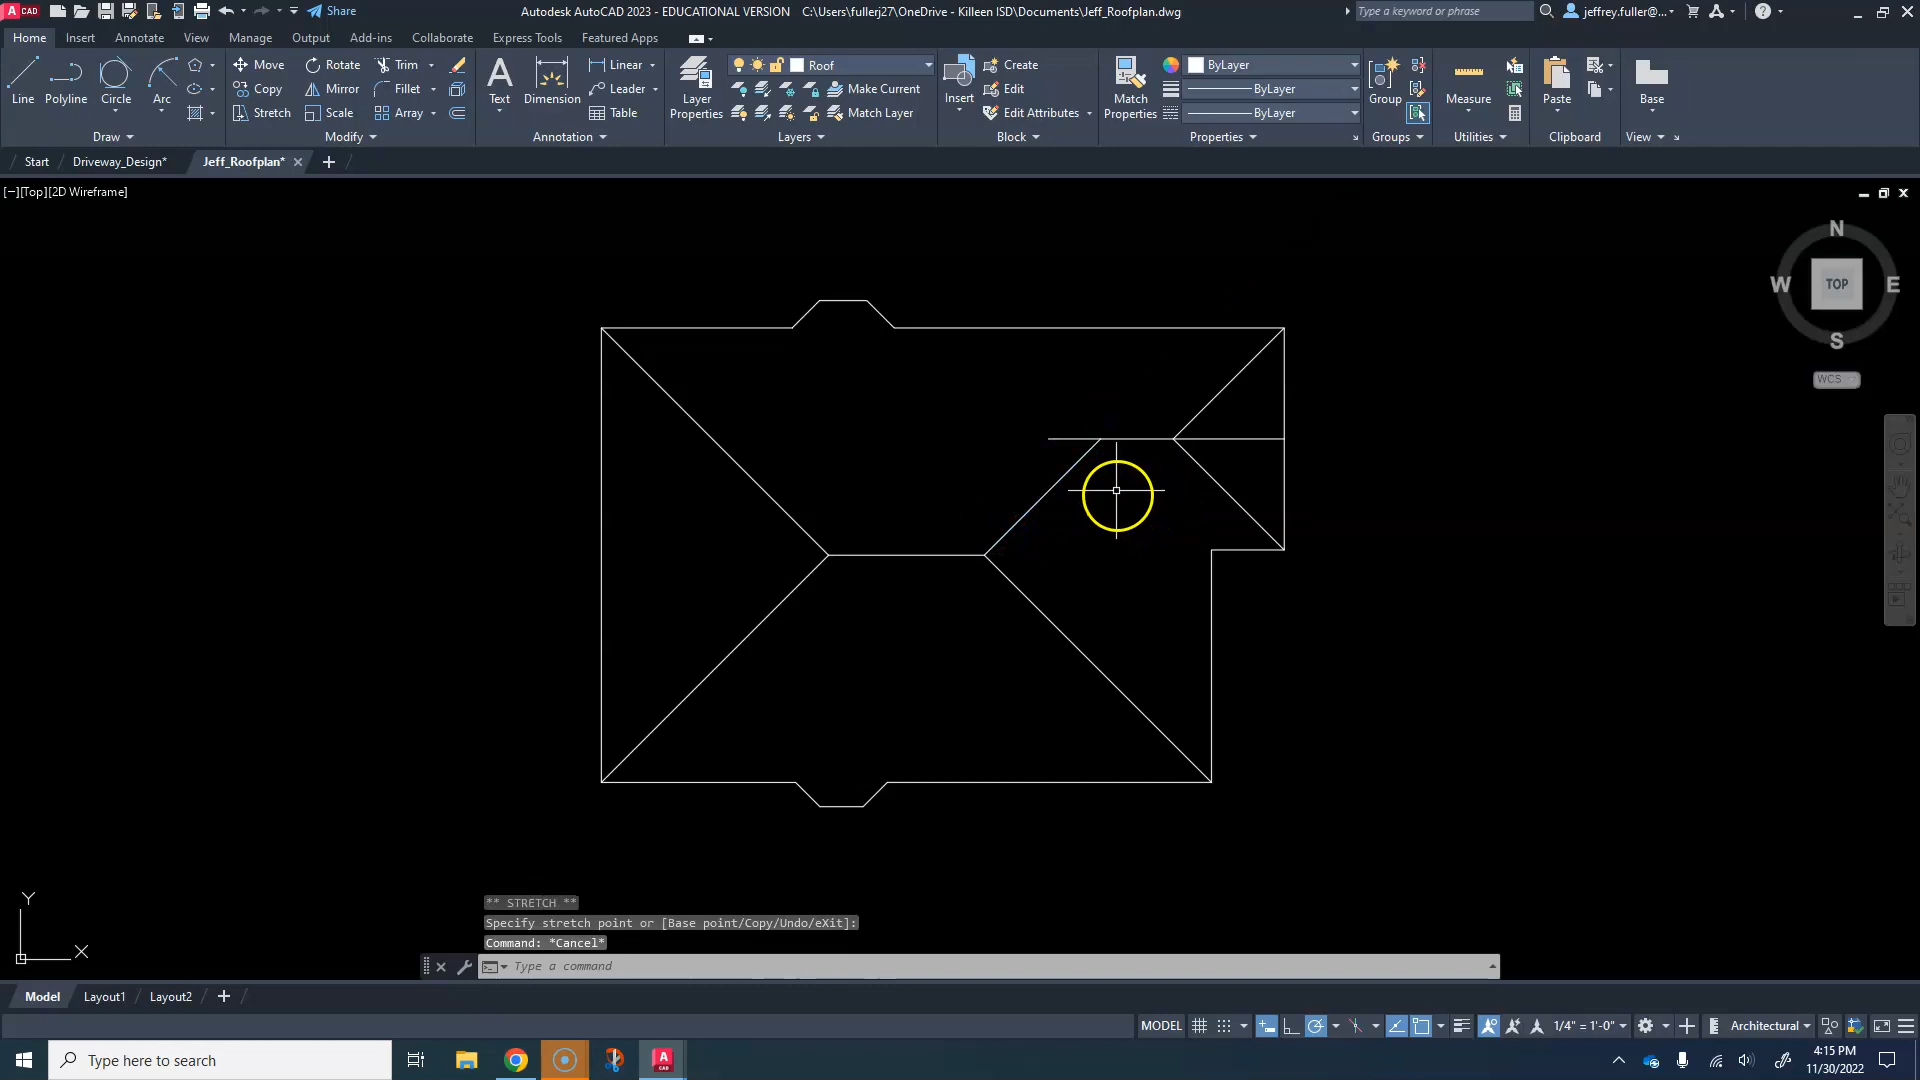 A CAD Share Autodesk AutoCAD 2023 - EDUCATIONAL VERSION C:\Users\fullerj27\OneDrive - Killeen ISD\Documents\Jeff_Roofplan.dwg Type a keyword or phrase jeffrey.fuller@...
Home Insert Annotate View Manage Output Add-ins Collaborate Express Tools Featured Apps
Line Polyline Circle Arc
Move Rotate Trim
Copy Mirror Fillet
Stretch Scale Array
Text Dimension
Linear
Leader
Table
Layer Properties
Roof
Make Current
Match Layer
Insert
Create
Edit
Edit Attributes
Match Properties
ByLayer
ByLayer
ByLayer
Group Measure Paste Base
Draw Modify Annotation Layers Block Properties Groups Utilities Clipboard View
Start Driveway_Design* Jeff_Roofplan*
[−][Top][2D Wireframe]
N
W TOP E
S
WCS
Y
X
** STRETCH **
Specify stretch point or [Base point/Copy/Undo/eXit]:
Command: *Cancel*
Type a command
Model Layout1 Layout2
MODEL 1/4" = 1'-0" Architectural
Type here to search
A CAD
4:15 PM
11/30/2022